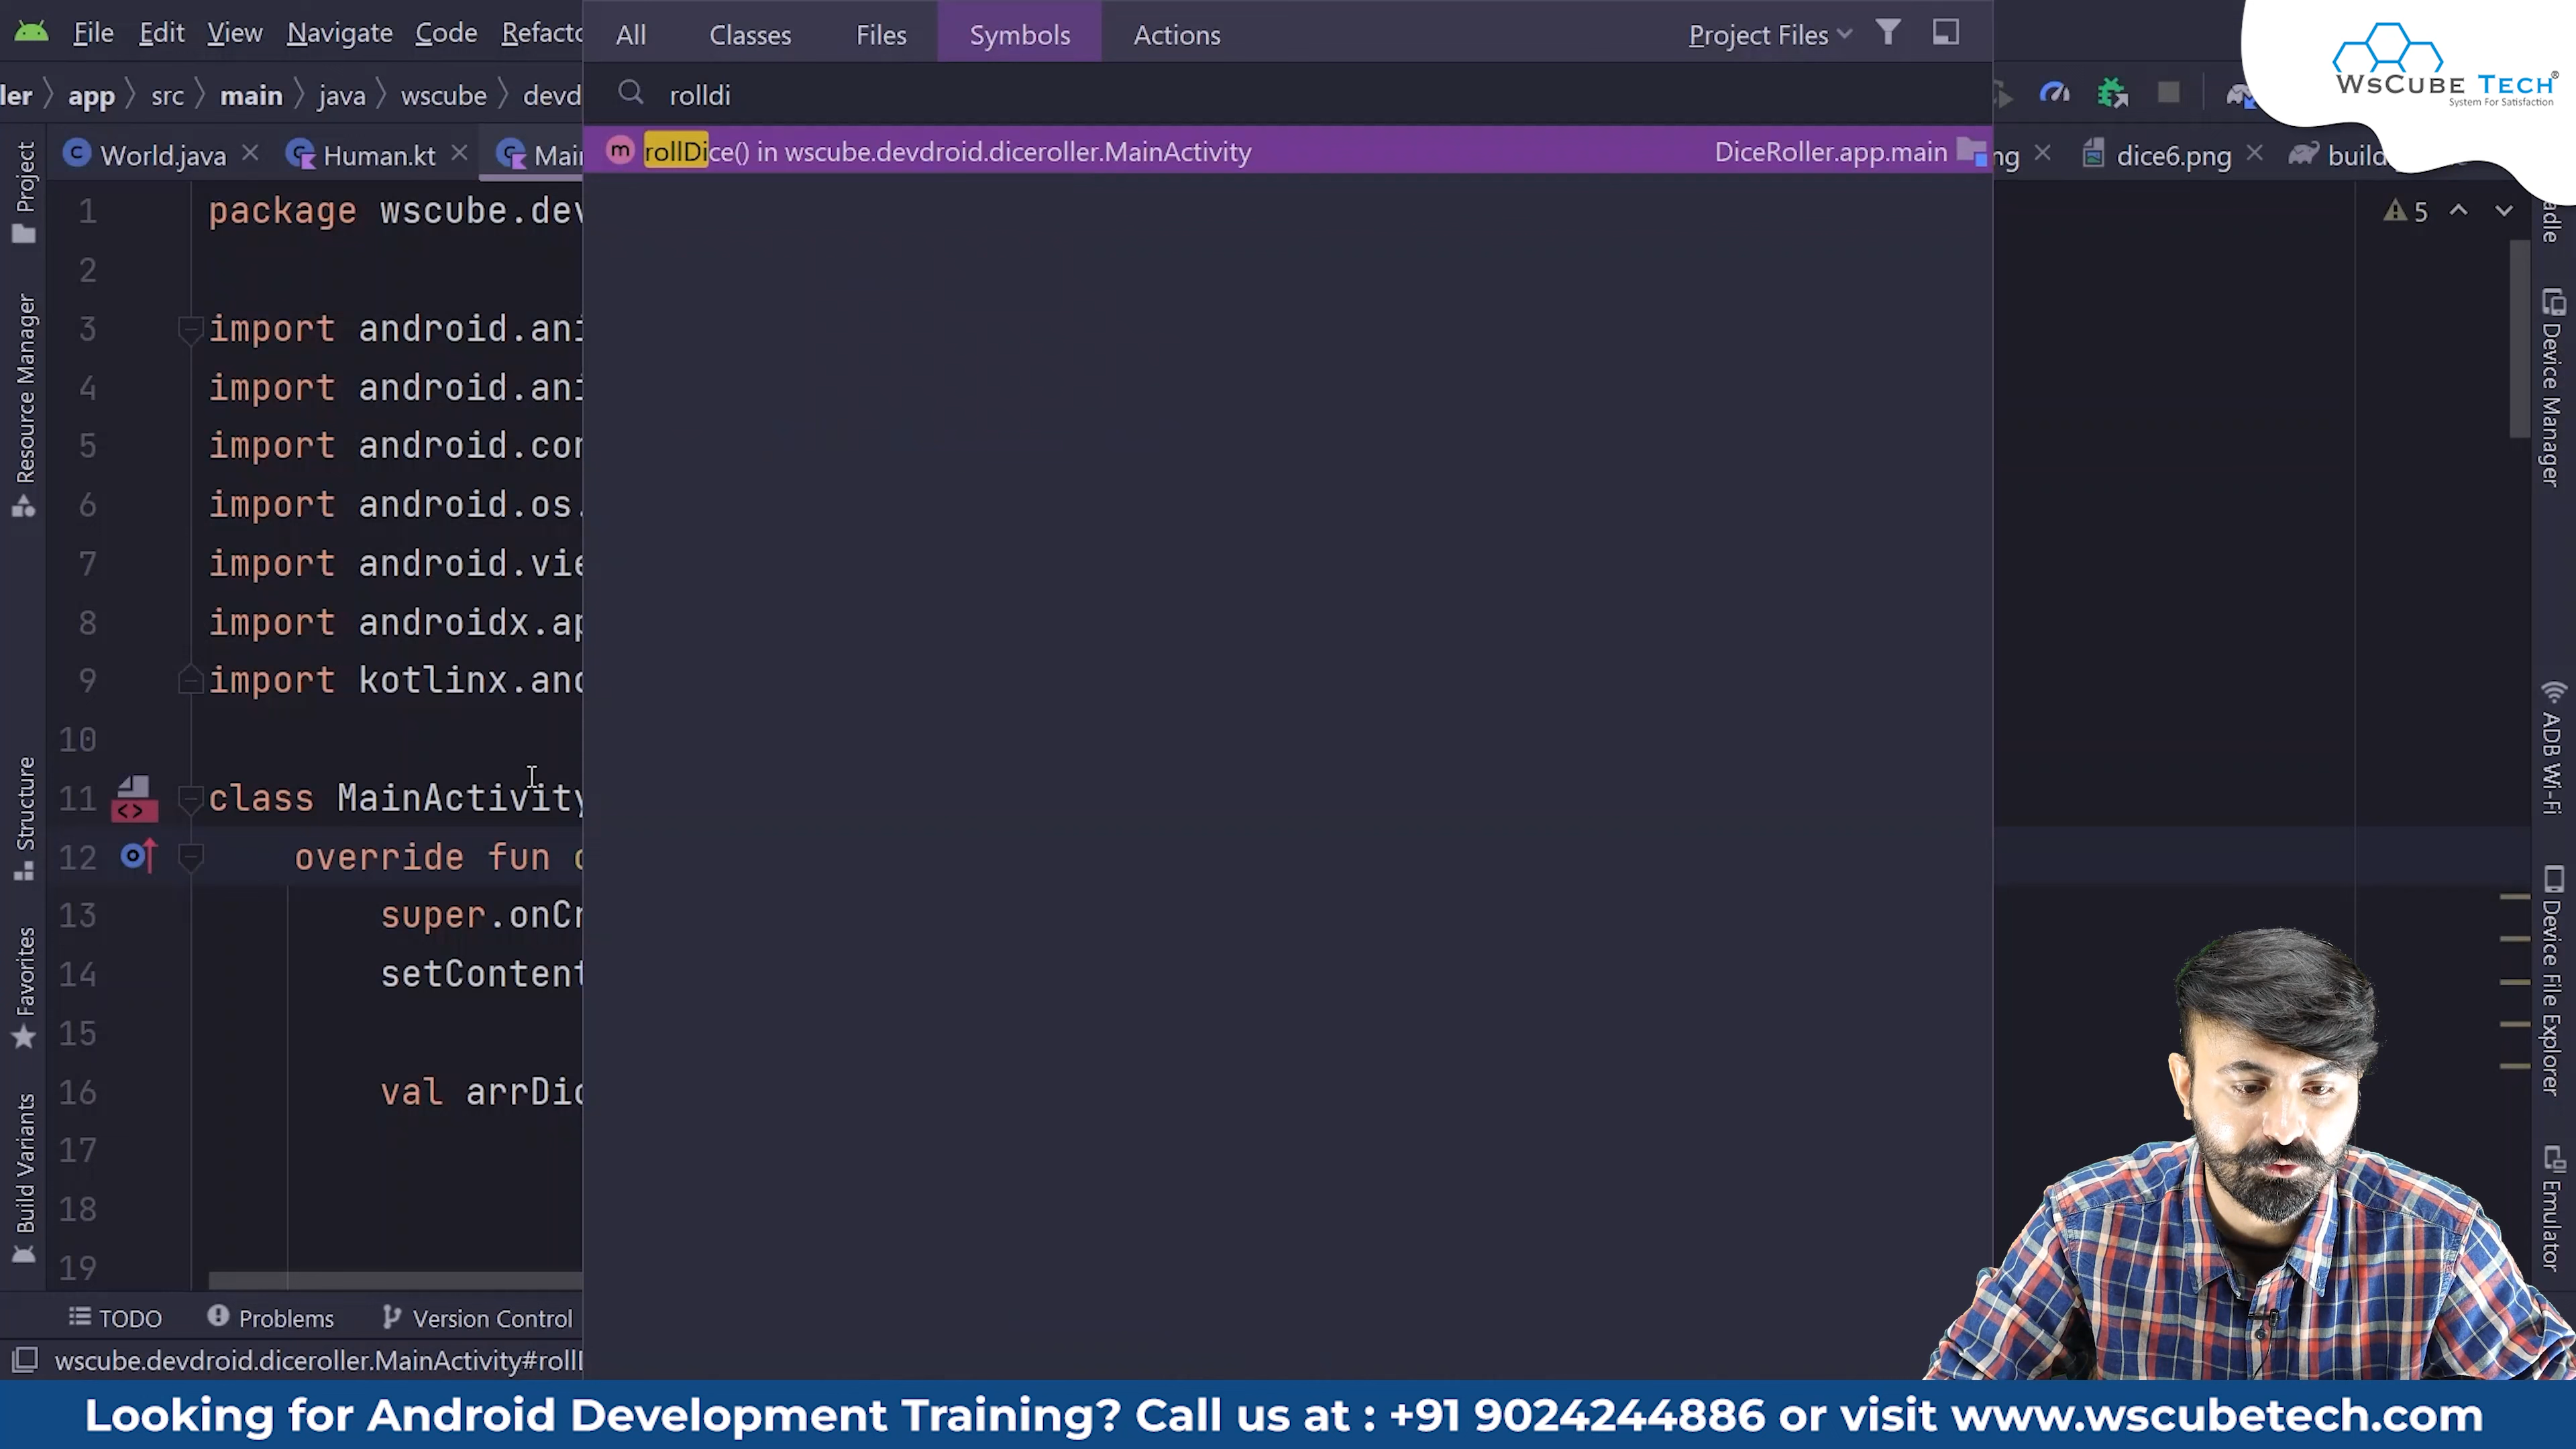 File Edit View Navigate Code Refacto
All Classes Files Symbols Actions
Project Files
WsCube Tech®
System For Satisfaction
ler app src main java wscube devd
rolldi
World.java Human.kt Mai
m rollDice() in wscube.devdroid.diceroller.MainActivity DiceRoller.app.main
ng dice6.png build
5
Project
Resource Manager
Structure
Favorites
Build Variants
1 package wscube.dev
2
3 import android.ani
4 import android.ani
5 import android.con
6 import android.os.
7 import android.vie
8 import androidx.ap
9 import kotlinx.and
10
11 class MainActivity
12 override fun o
13 super.onCr
14 setContent
15
16 val arrDic
17
18
19
adle
Device Manager
ADB Wi-Fi
Device File Explorer
Emulator
TODO Problems Version Control
wscube.devdroid.diceroller.MainActivity#roll
Looking for Android Development Training? Call us at : +91 9024244886 or visit www.wscubetech.com